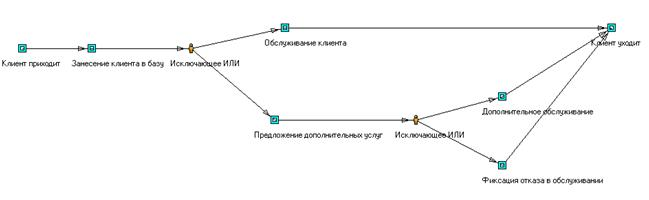 Обслуживание клиента
Клиент уходит
Клиент приходит
Занесение клиента в базу
Исключающее ИЛИ
Дополнительное обслуживание
Предложение дополнительных услуг
Исключающее ИЛИ
Фиксация отказа в обслуживании